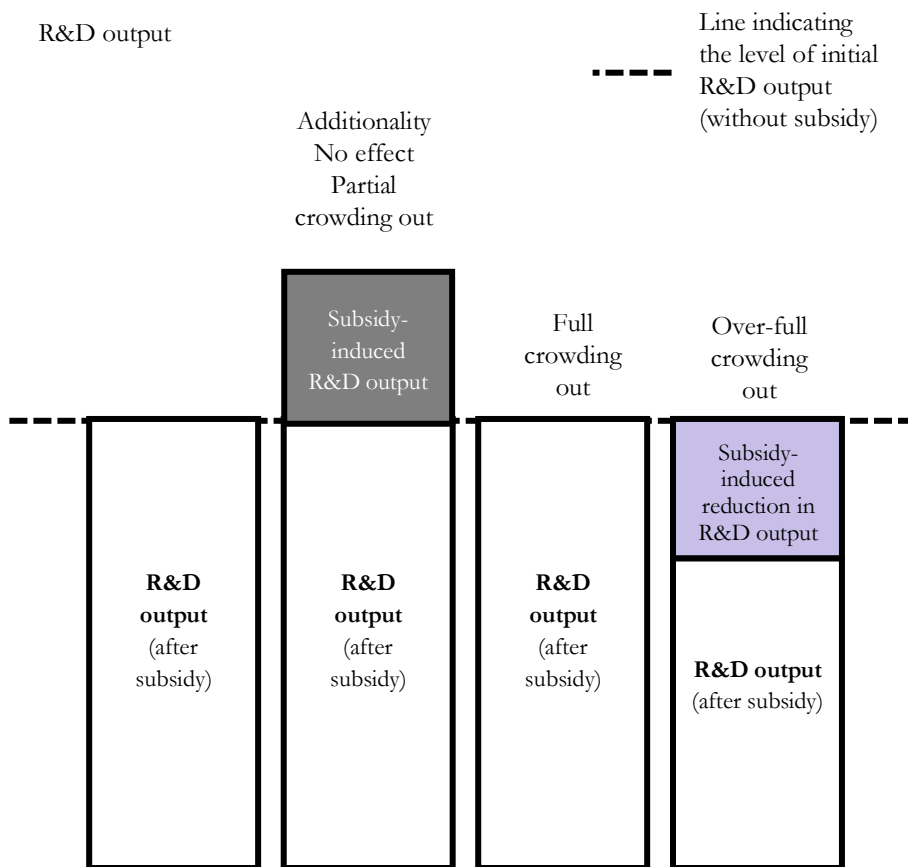 R&D output
Line indicating
the level of initial
R&D output
(without subsidy)
Additionality
No effect
Partial
crowding out
Subsidy-
induced
R&D output
Full
crowding
out
Over-full
crowding
out
Subsidy-
induced
reduction in
R&D output
R&D
output
(after
subsidy)
R&D
output
(after
subsidy)
R&D
output
(after
subsidy)
R&D output
(after subsidy)